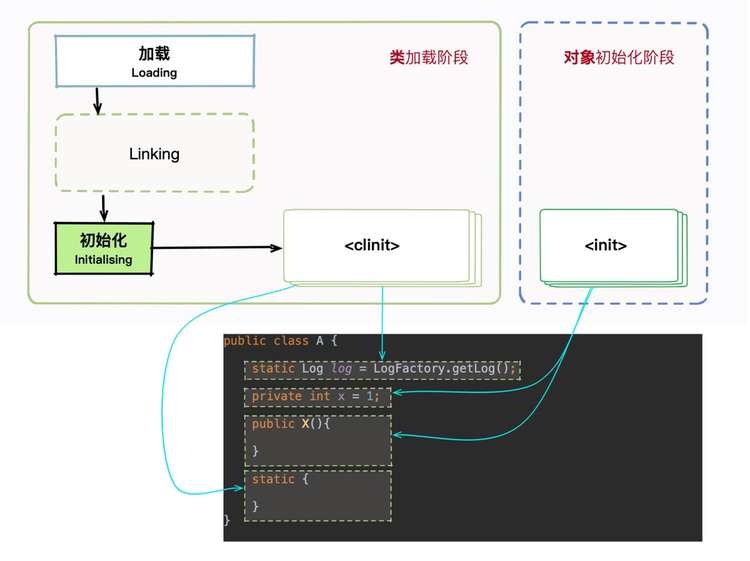 加载
Loading
类加载阶段
对象初始化阶段
Linking
初始化
Initialising
<clinit>
<init>
public class A {
static Log log = LogFactory.getLog();
private int x = 1;
public X(){
}
static {
}
}